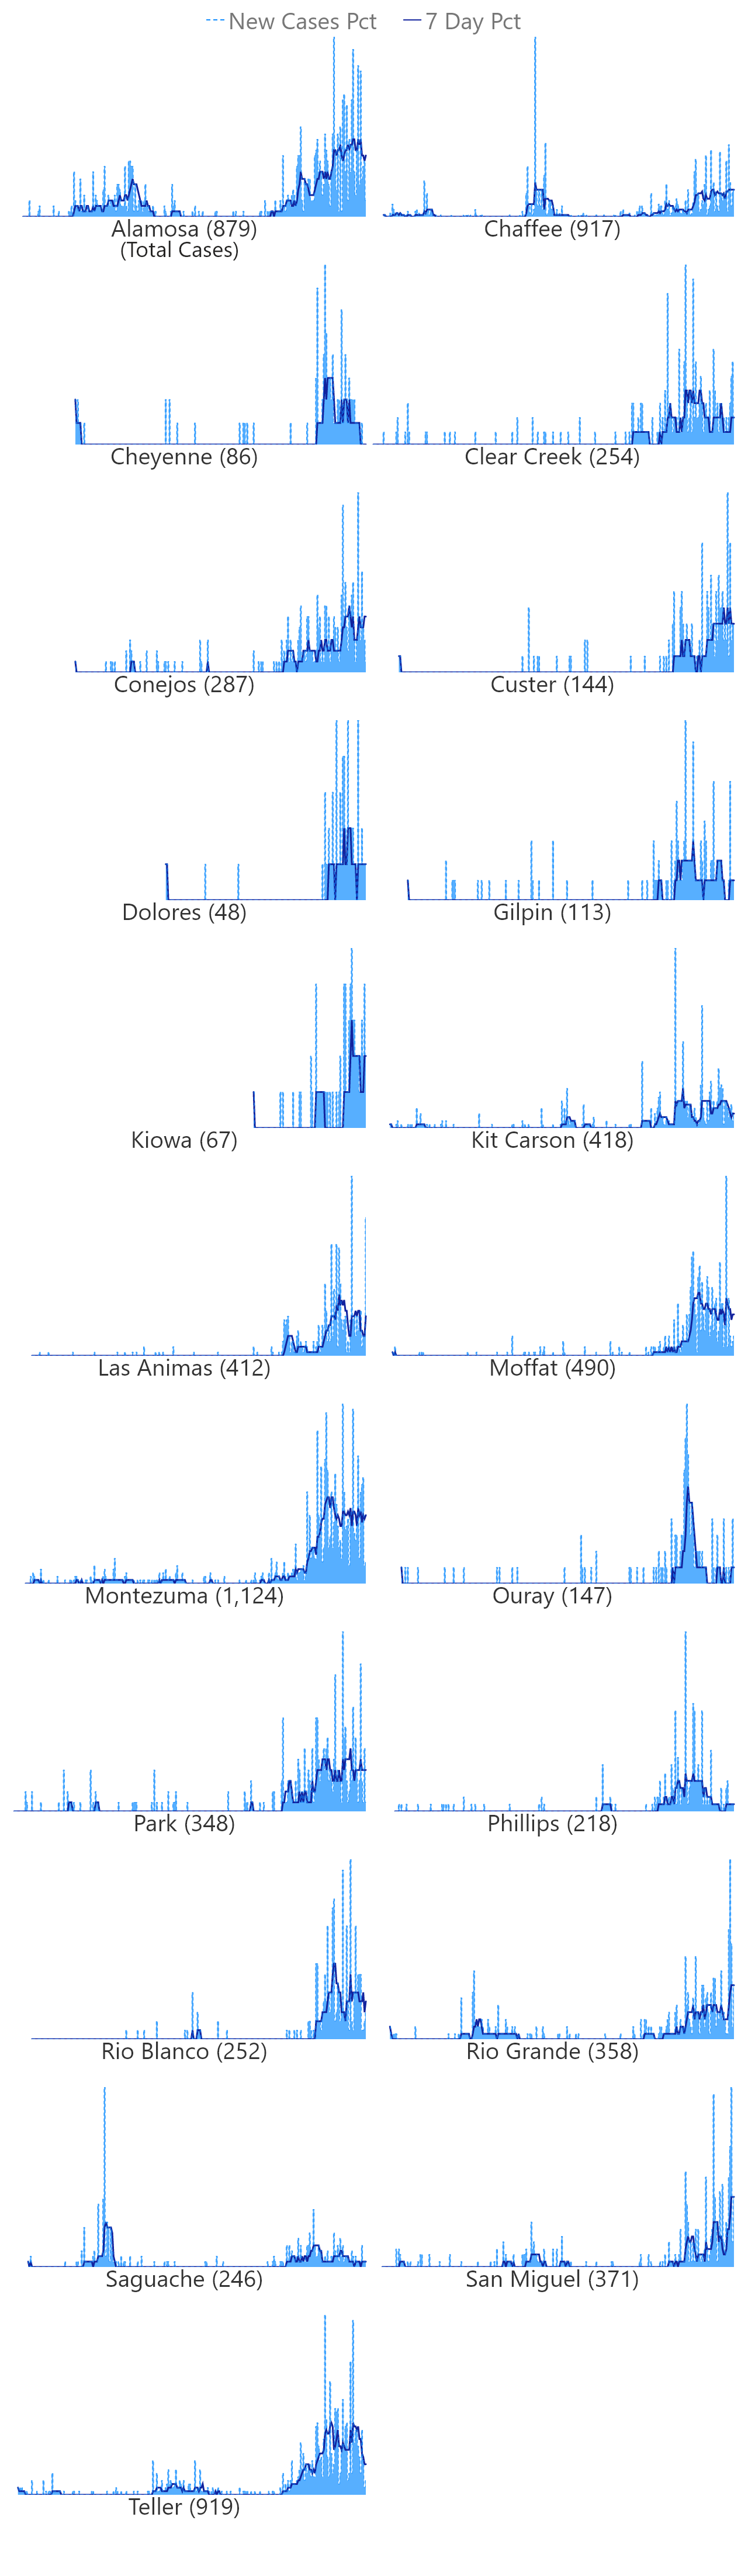 New Cases Pct 7 Day Pct
Alamosa (879) Chaffee (917)
(Total Cases)
Cheyenne (86) Clear Creek (254)
Conejos (287) Custer (144)
Dolores (48) Gilpin (113)
Kiowa (67) Kit Carson (418)
Las Animas (412) Moffat (490)
Montezuma (1,124) Ouray (147)
Park (348) Phillips (218)
Rio Blanco (252) Rio Grande (358)
Saguache (246) San Miguel (371)
Teller (919)